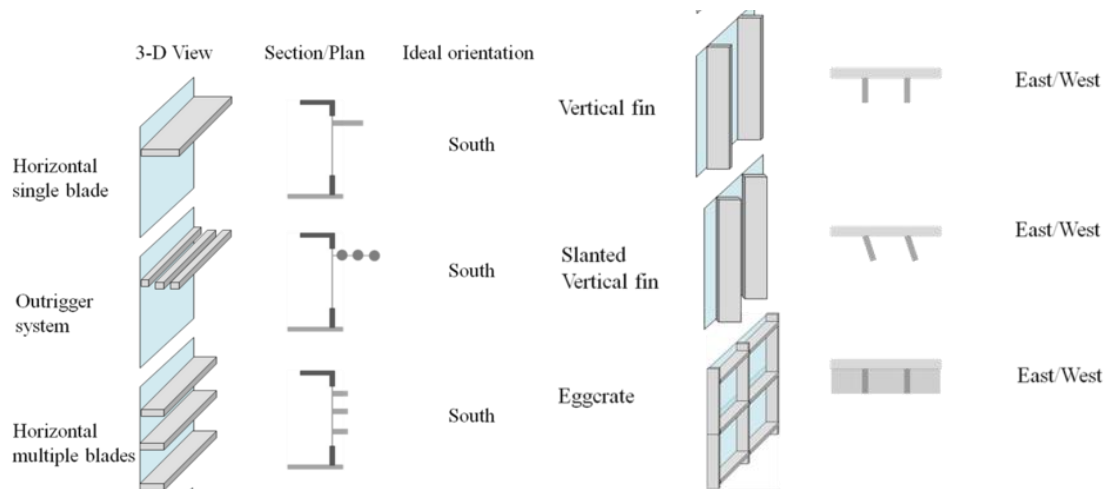 3-D View Section/Plan Ideal orientation
Horizontal
single blade
South
Outrigger
system
South
Horizontal
multiple blades
South
Vertical fin
East/West
Slanted
Vertical fin
East/West
Eggcrate
East/West